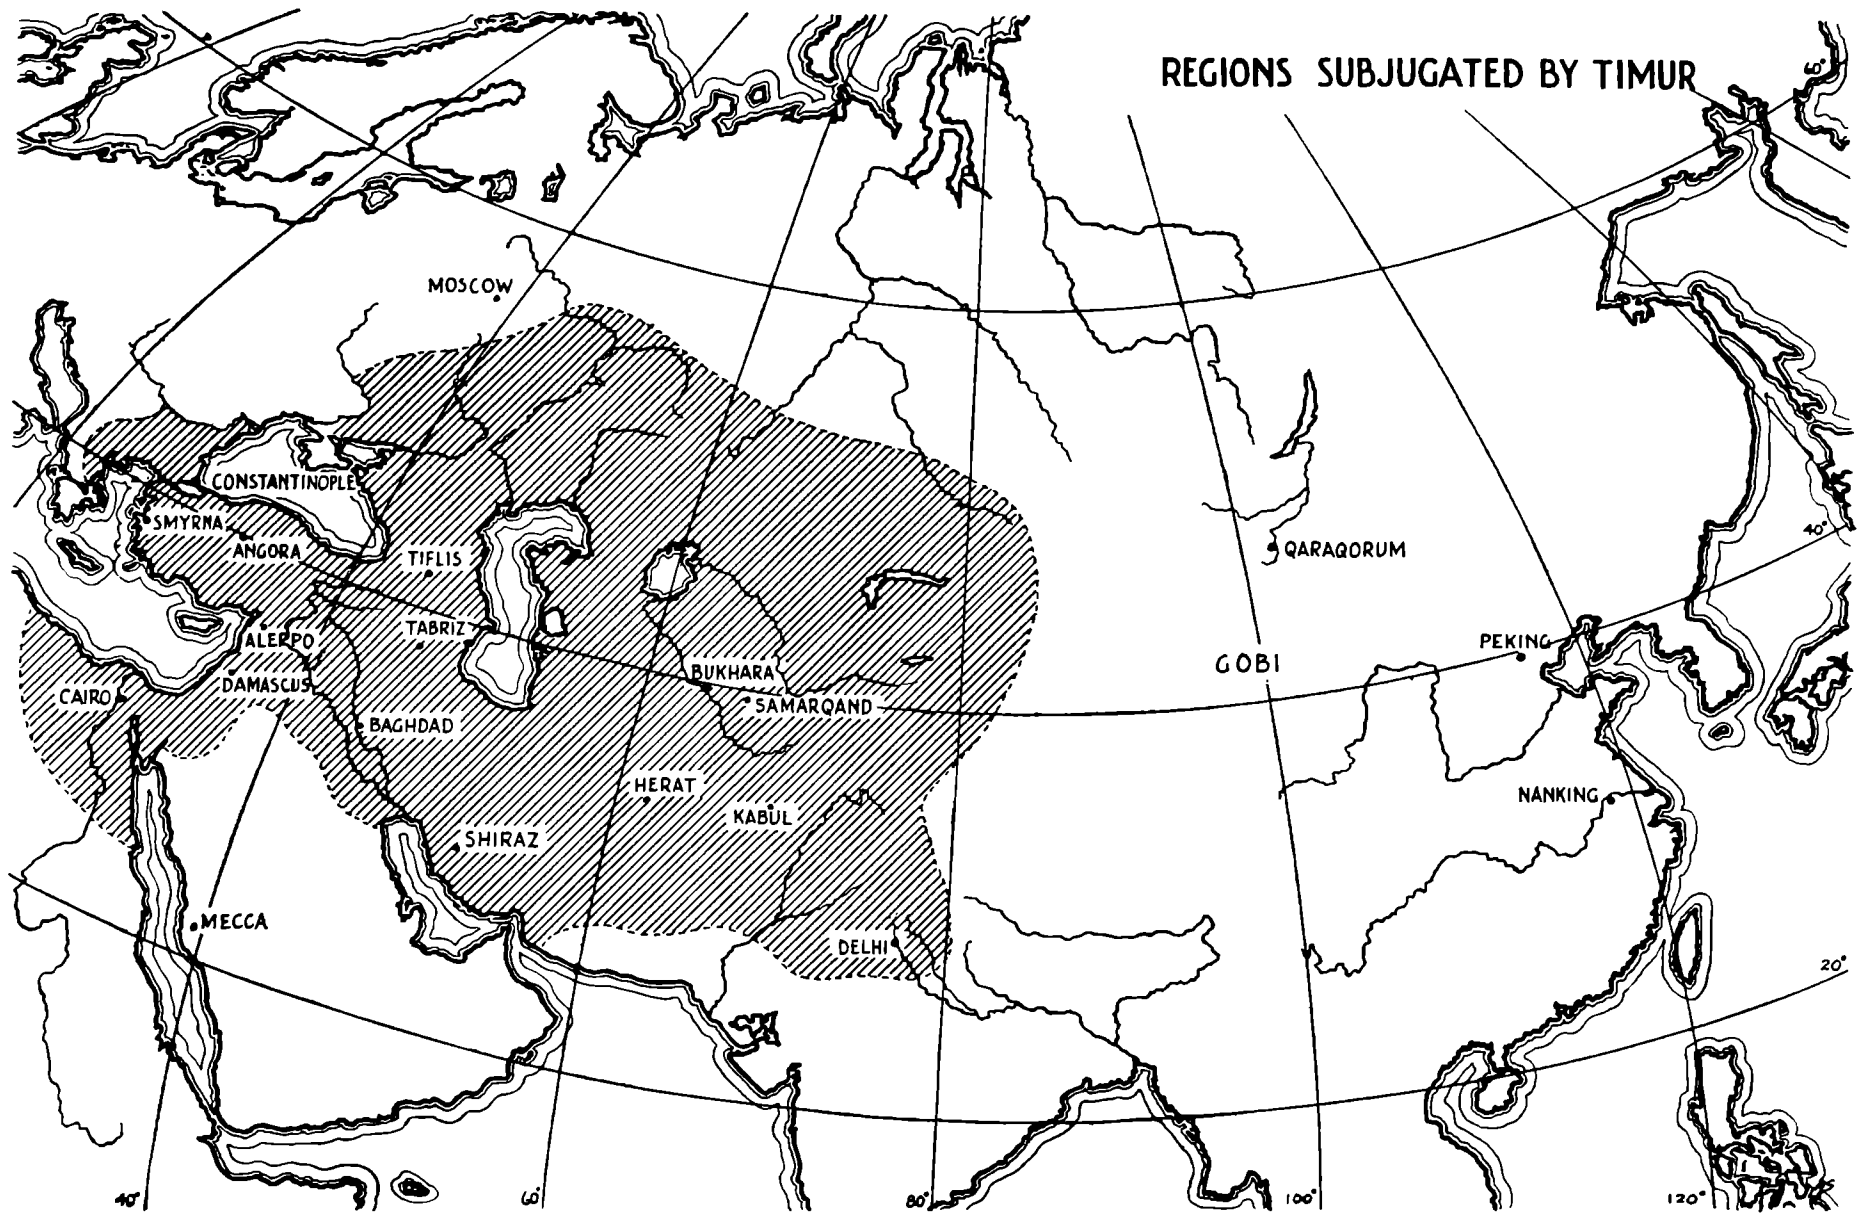 REGIONS SUBJUGATED BY TIMUR
60°
MOSCOW
CONSTANTINOPLE
SMYRNA
ANGORA
TIFLIS
QARAQORUM
40°
ALEPPO
TABRIZ
PEKING
GOBI
BUKHARA
DAMASCUS
CAIRO
SAMARQAND
BAGHDAD
HERAT
NANKING
KABUL
SHIRAZ
MECCA
DELHI
20°
40°
60°
80°
100°
120°